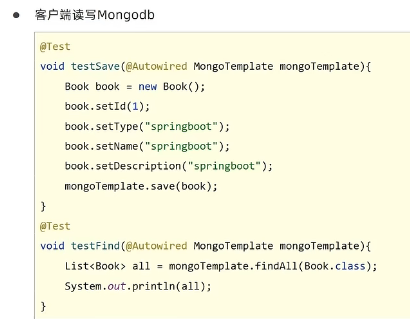 ● 客户端读写Mongodb
@Test
void testSave(@Autowired MongoTemplate mongoTemplate){
    Book book = new Book();
    book.setId(1);
    book.setType("springboot");
    book.setName("springboot");
    book.setDescription("springboot");
    mongoTemplate.save(book);
}
@Test
void testFind(@Autowired MongoTemplate mongoTemplate){
    List<Book> all = mongoTemplate.findAll(Book.class);
    System.out.println(all);
}